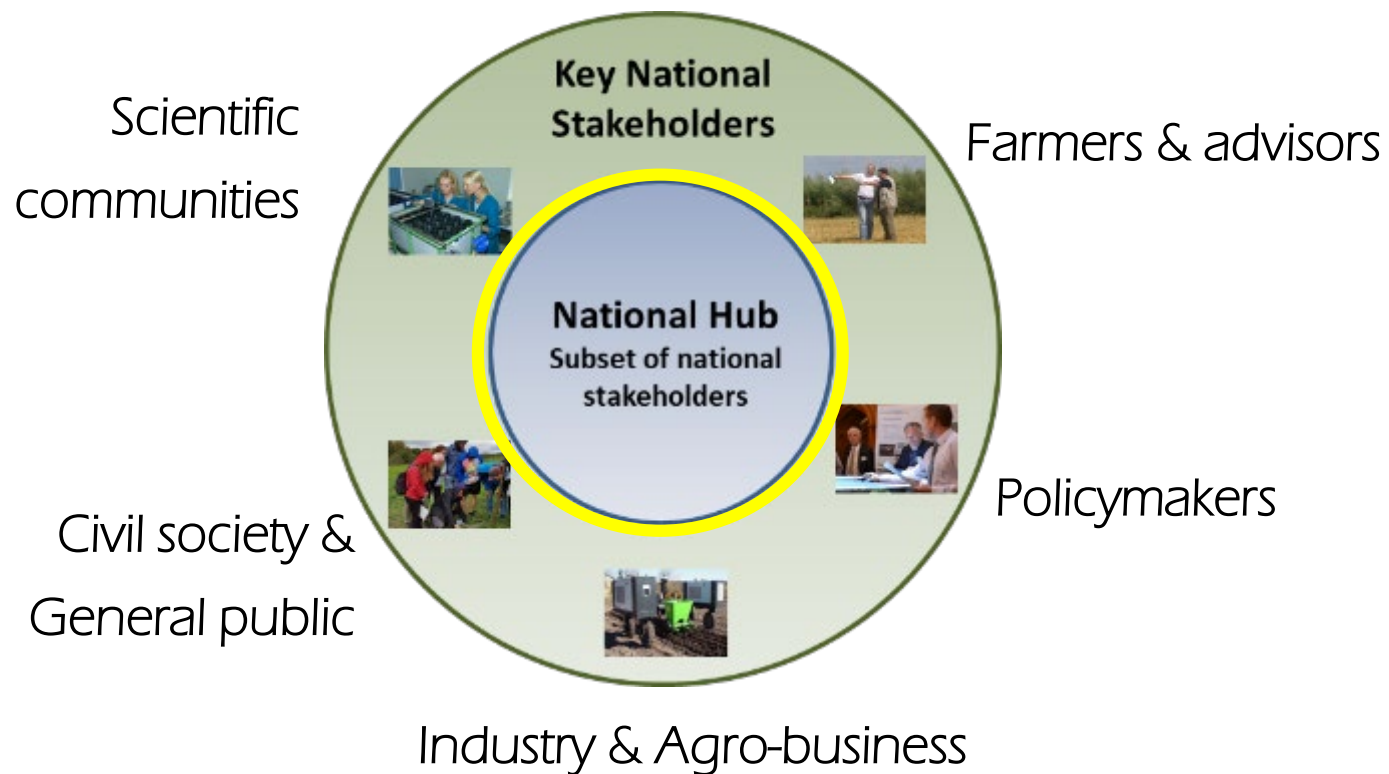 Key National
Stakeholders
Scientific
communities
Farmers & advisors
National Hub
Subset of national
stakeholders
Policymakers
Civil society &
General public
Industry & Agro-business